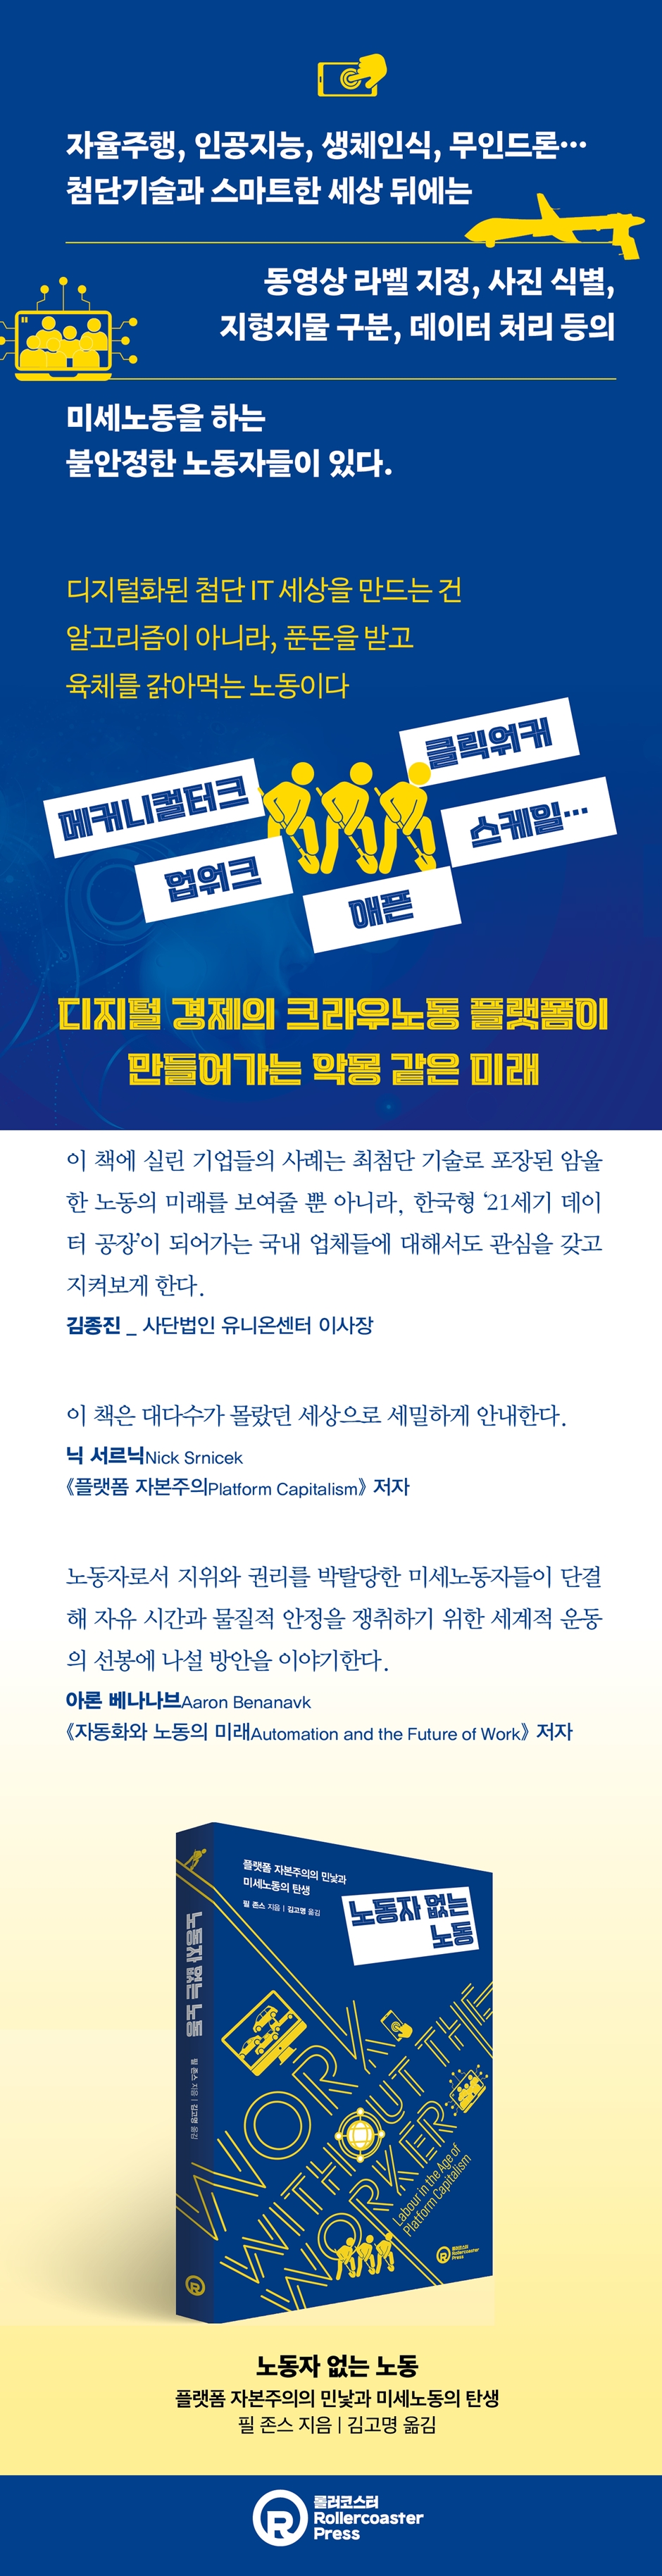 자율주행, 인공지능, 생체인식, 무인드론…
첨단기술과 스마트한 세상 뒤에는
동영상 라벨 지정, 사진 식별,
지형지물 구분, 데이터 처리 등의
미세노동을 하는
불안정한 노동자들이 있다.
디지털화된 첨단 IT 세상을 만드는 건
알고리즘이 아니라, 푼돈을 받고
육체를 갉아먹는 노동이다
클릭워커
메커니컬터크
스케일…
업워크
애픈
디지털 경제의 크라우노동 플랫폼이
만들어가는 악몽 같은 미래
이 책에 실린 기업들의 사례는 최첨단 기술로 포장된 암울
한 노동의 미래를 보여줄 뿐 아니라, 한국형 ‘21세기 데이
터 공장’이 되어가는 국내 업체들에 대해서도 관심을 갖고
지켜보게 한다.
김종진 _ 사단법인 유니온센터 이사장
이 책은 대다수가 몰랐던 세상으로 세밀하게 안내한다.
닉 서르닉Nick Srnicek
《플랫폼 자본주의Platform Capitalism》 저자
노동자로서 지위와 권리를 박탈당한 미세노동자들이 단결
해 자유 시간과 물질적 안정을 쟁취하기 위한 세계적 운동
의 선봉에 나설 방안을 이야기한다.
아론 베나나브Aaron Benanavk
《자동화와 노동의 미래Automation and the Future of Work》 저자
플랫폼 자본주의의 민낯과
미세노동의 탄생
필 존스 지음 | 김고명 옮김
노동자 없는
노동
노동자 없는 노동
필 존스 지음 | 김고명 옮김
WORK
WITHOUT THE
WORKER
Labour in the Age of
Platform Capitalism
롤러코스터
Rollercoaster
Press
노동자 없는 노동
플랫폼 자본주의의 민낯과 미세노동의 탄생
필 존스 지음 | 김고명 옮김
롤러코스터
Rollercoaster
Press